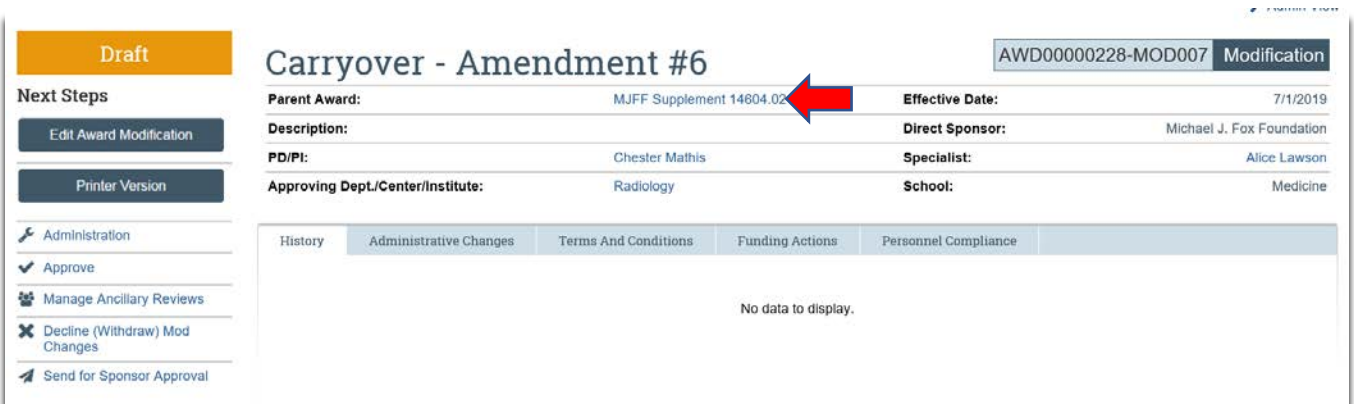 Draft
Carryover - Amendment #6
AWD00000228-MOD007 Modification
Next Steps
Edit Award Modification
Printer Version
Administration
Approve
Manage Ancillary Reviews
Decline (Withdraw) Mod
Changes
Send for Sponsor Approval
Parent Award: MJFF Supplement 14604.02 Effective Date: 7/1/2019
Description: Direct Sponsor: Michael J. Fox Foundation
PD/PI: Chester Mathis Specialist: Alice Lawson
Approving Dept./Center/Institute: Radiology School: Medicine
History Administrative Changes Terms And Conditions Funding Actions Personnel Compliance
No data to display.